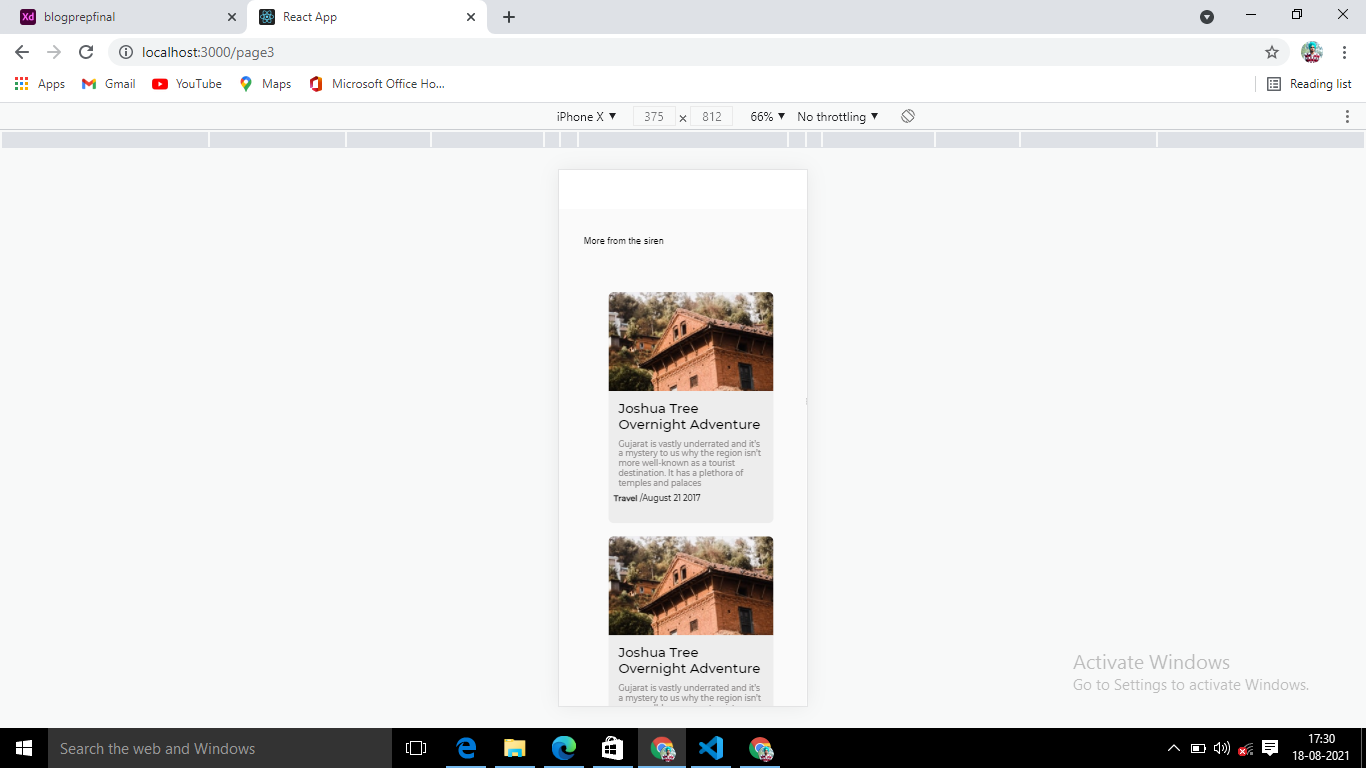 blogprepfinal
React App
localhost:3000/page3
Apps
Gmail
YouTube
Maps
Microsoft Office Ho...
Reading list
iPhone X
375
×
812
66%
No throttling
More from the siren
Joshua Tree
Overnight Adventure
Gujarat is vastly underrated and it's
a mystery to us why the region isn't
more well-known as a tourist
destination. It has a plethora of
temples and palaces
Travel /August 21 2017
Joshua Tree
Overnight Adventure
Gujarat is vastly underrated and it's
a mystery to us why the region isn't
Activate Windows
Go to Settings to activate Windows.
Search the web and Windows
17:30
18-08-2021